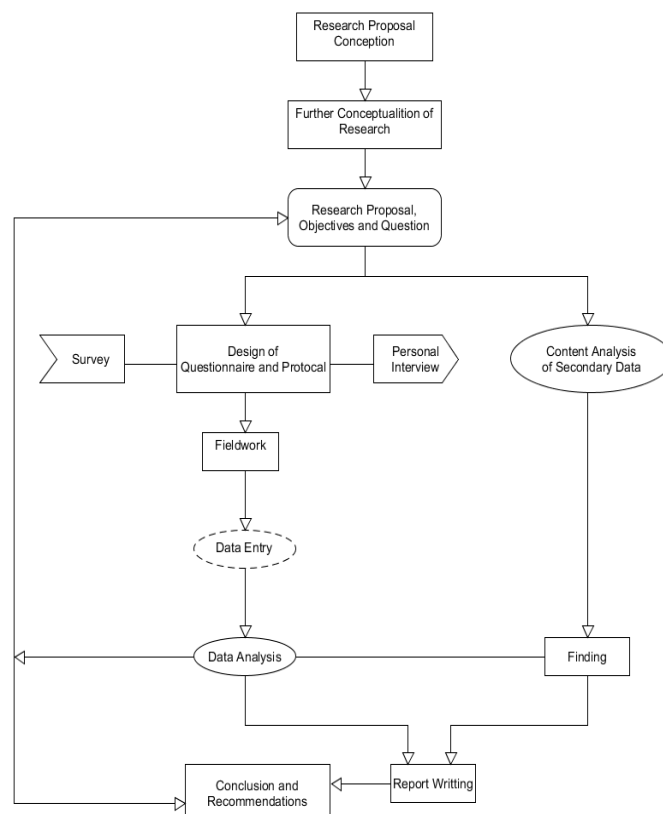 Research Proposal
Conception
Further Conceptualition of
Research
Research Proposal,
Objectives and Question
Survey
Design of
Questionnaire and Protocal
Personal
Interview
Content Analysis
of Secondary Data
Fieldwork
Data Entry
Data Analysis
Finding
Conclusion and
Recommendations
Report Writting